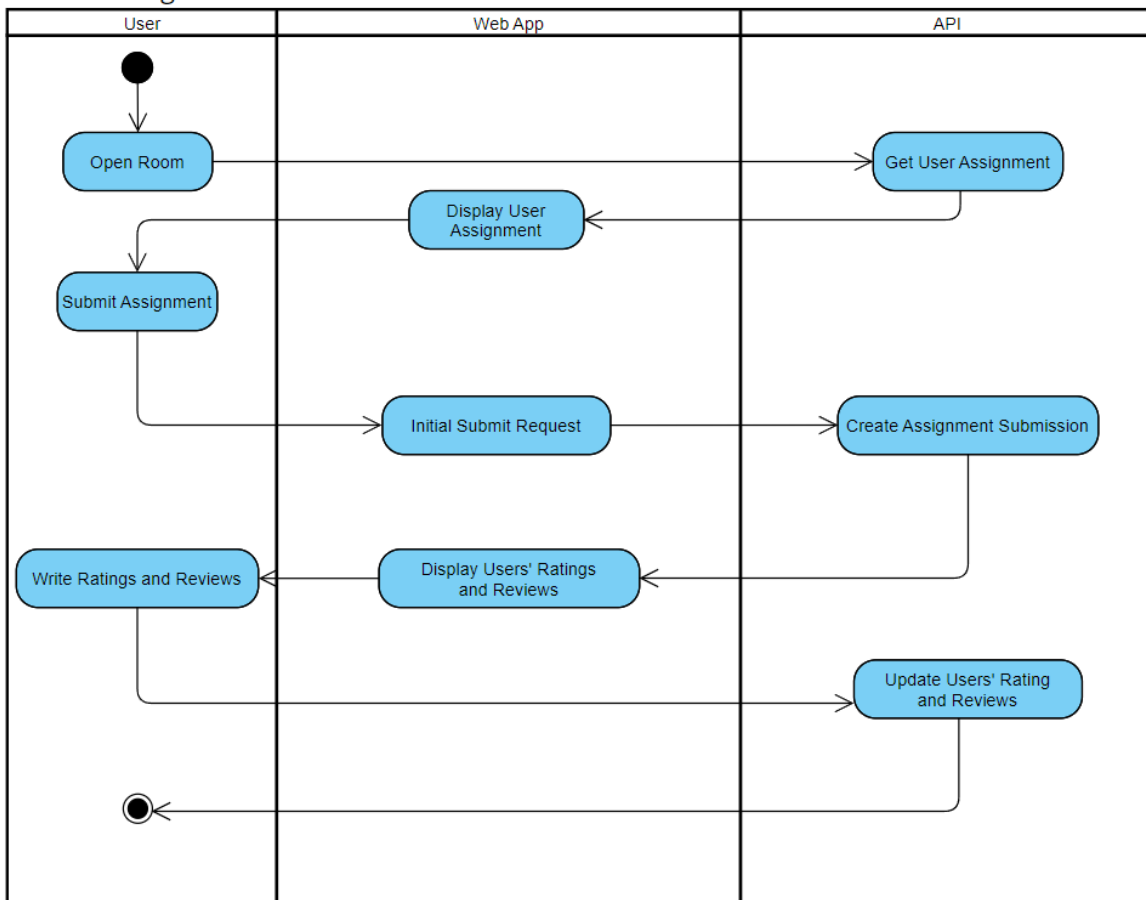 User
Web App
API
Open Room
Get User Assignment
Display User
Assignment
Submit Assignment
Initial Submit Request
Create Assignment Submission
Write Ratings and Reviews
Display Users' Ratings
and Reviews
Update Users' Rating
and Reviews